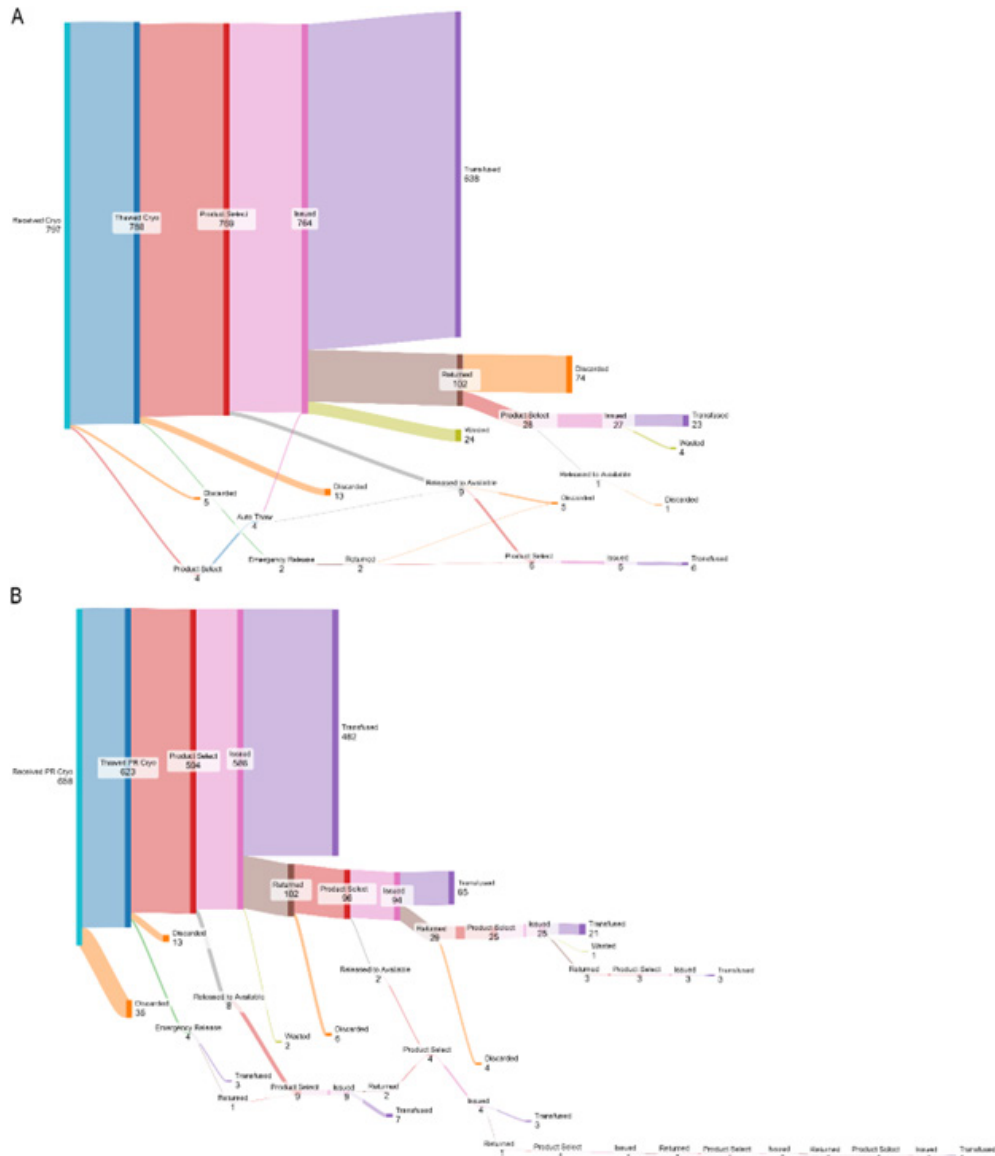 A
Transfused
638
Received Cryo
797
Thawed Cryo
788
Product Select
769
Issued
764
Returned
102
Discarded
74
Product Select
28
Issued
27
Transfused
23
Wasted
24
Wasted
4
Released to Available
1
Discarded
1
Discarded
5
Discarded
13
Released to Available
9
Discarded
5
Auto Thaw
4
Product Select
4
Emergency Release
2
Returned
2
Product Select
Issued
5
Transfused
6
B
Transfused
482
Received PR Cryo
658
Thawed PR Cryo
623
Product Select
594
Issued
586
Returned
102
Product Select
96
Issued
94
Transfused
65
Returned
29
Product Select
25
Issued
25
Transfused
21
Wasted
1
Returned
3
Product Select
3
Issued
3
Transfused
3
Discarded
13
Discarded
35
Released to Available
8
Released to Available
2
Emergency Release
4
Wasted
2
Discarded
6
Product Select
4
Discarded
4
Transfused
3
Returned
1
Product Select
9
Issued
9
Returned
2
Transfused
7
Issued
4
Transfused
3
Returned
1
Product Select
Issued
Returned
Product Select
Issued
Returned
Product Select
Issued
Transfused